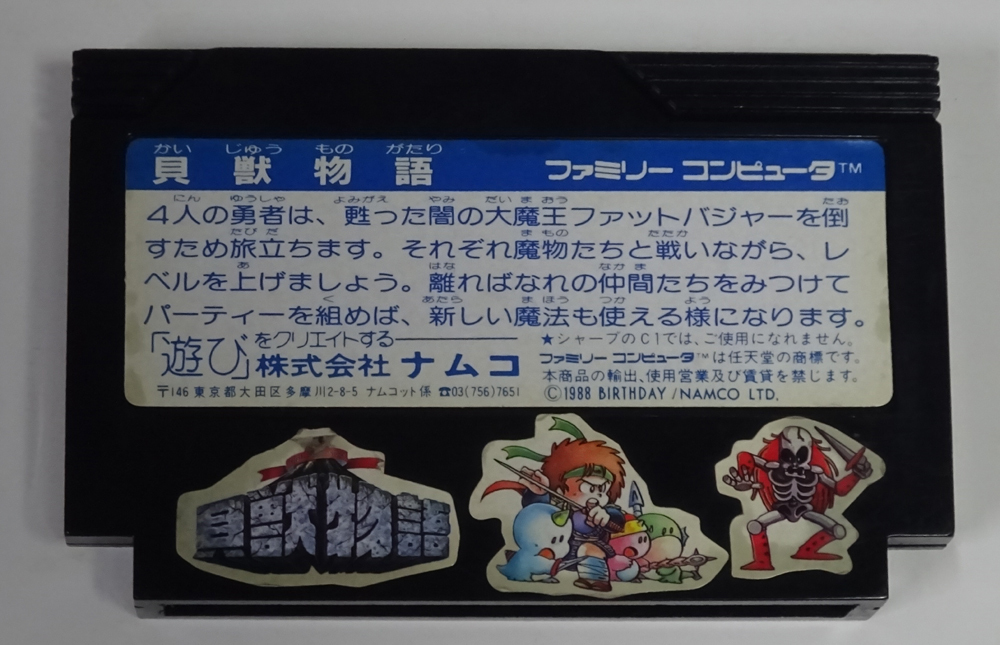 かい じゅう もの がたり
貝獣物語 ファミリー コンピュータ™
にん ゆうしゃ よみがえ やみ だい ま おう たお
4人の勇者は、甦った闇の大魔王ファットバジャーを倒
たび だ ま もの たたか
すため旅立ちます。それぞれ魔物たちと戦いながら、レ
あ はな なか ま
ベルを上げましょう。離ればなれの仲間たちをみつけて
く あたら ま ほう つか よう
パーティーを組めば、新しい魔法も使える様になります。
「遊び」をクリエイトする
株式会社 ナムコ
〒146 東京都大田区多摩川2-8-5 ナムコット係 ☎03(756)7651
★シャープのC1では、ご使用になれません。
ファミリー コンピュータ™は任天堂の商標です。
本商品の輸出、使用営業及び賃貸を禁じます。
©1988 BIRTHDAY/NAMCO LTD.
貝獣物語